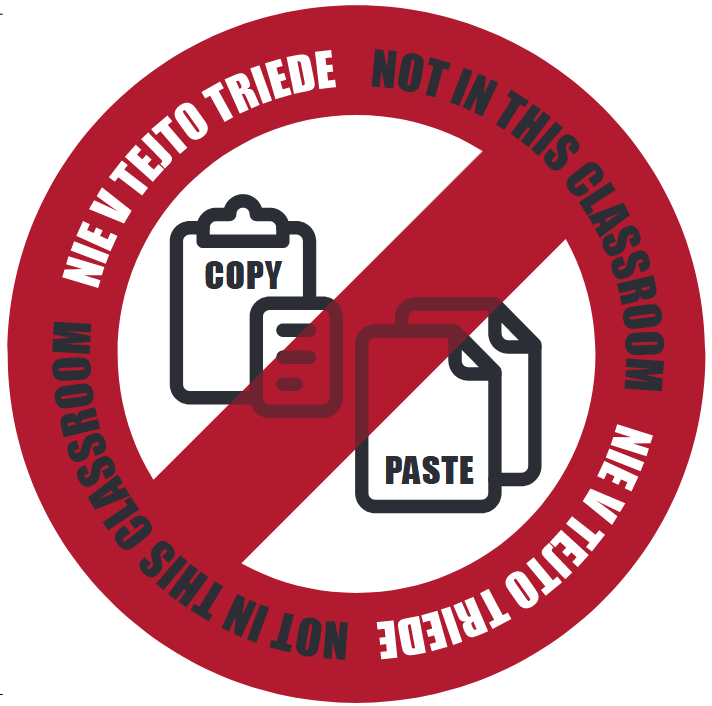 NIE V TEJTO TRIEDE
NOT IN THIS CLASSROOM
COPY
PASTE
NIE V TEJTO TRIEDE
NOT IN THIS CLASSROOM